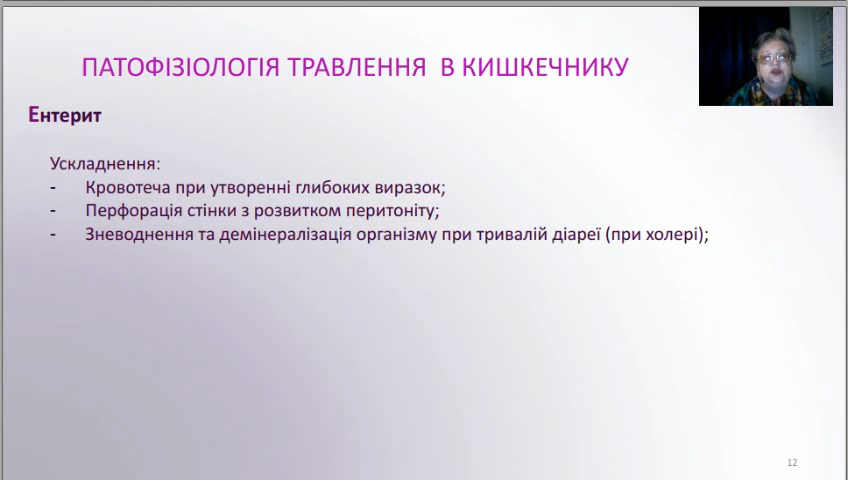 ПАТОФІЗІОЛОГІЯ ТРАВЛЕННЯ В КИШКЕЧНИКУ
Ентерит
Ускладнення:
- Кровотеча при утворенні глибоких виразок;
- Перфорація стінки з розвитком перитоніту;
- Зневоднення та демінералізація організму при тривалій діареї (при холері);
12